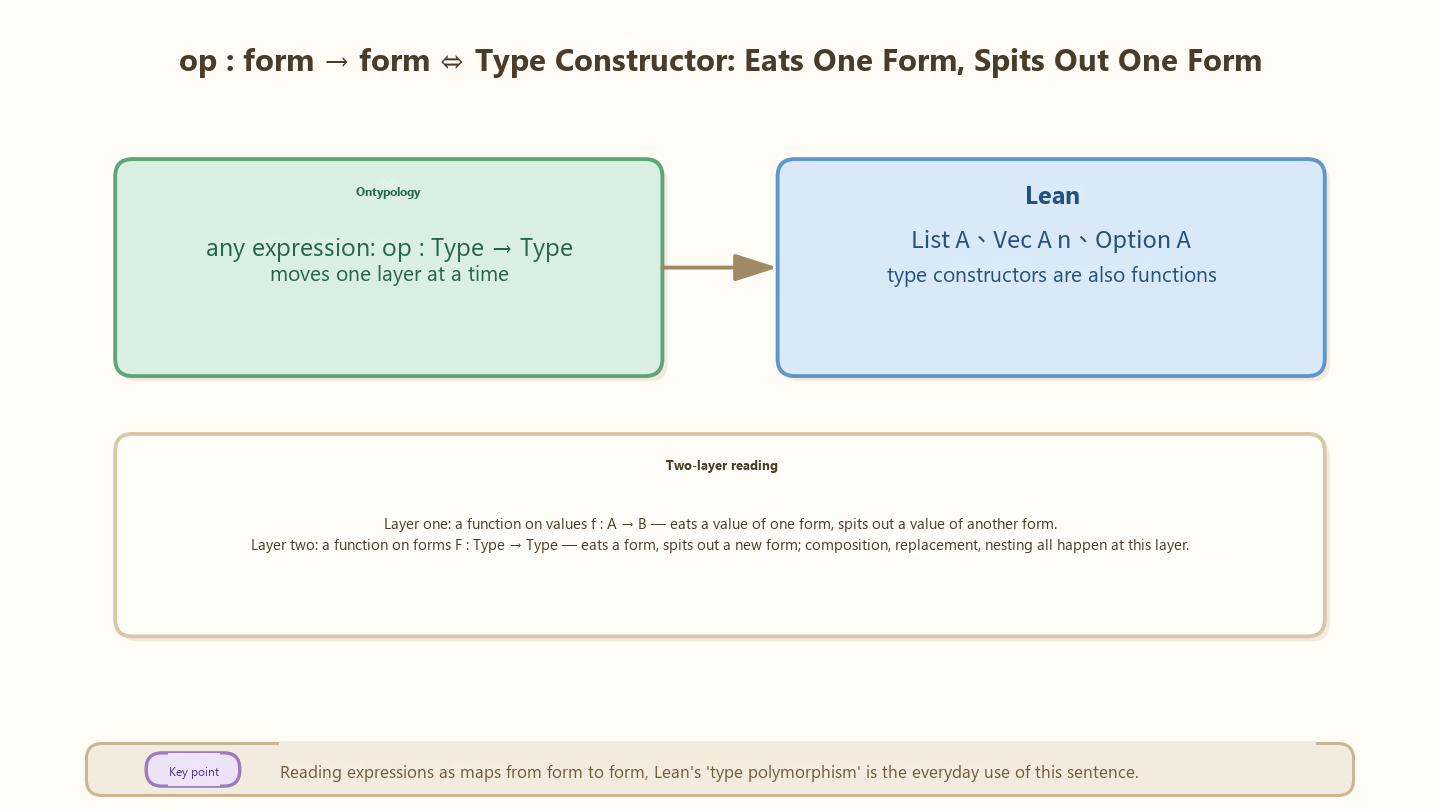 op : form → form ⇔ Type Constructor: Eats One Form, Spits Out One Form
Ontypology
any expression: op : Type → Type
moves one layer at a time
Lean
List A、Vec A n、Option A
type constructors are also functions
Two-layer reading
Layer one: a function on values f : A → B — eats a value of one form, spits out a value of another form.
Layer two: a function on forms F : Type → Type — eats a form, spits out a new form; composition, replacement, nesting all happen at this layer.
Key point
Reading expressions as maps from form to form, Lean's 'type polymorphism' is the everyday use of this sentence.